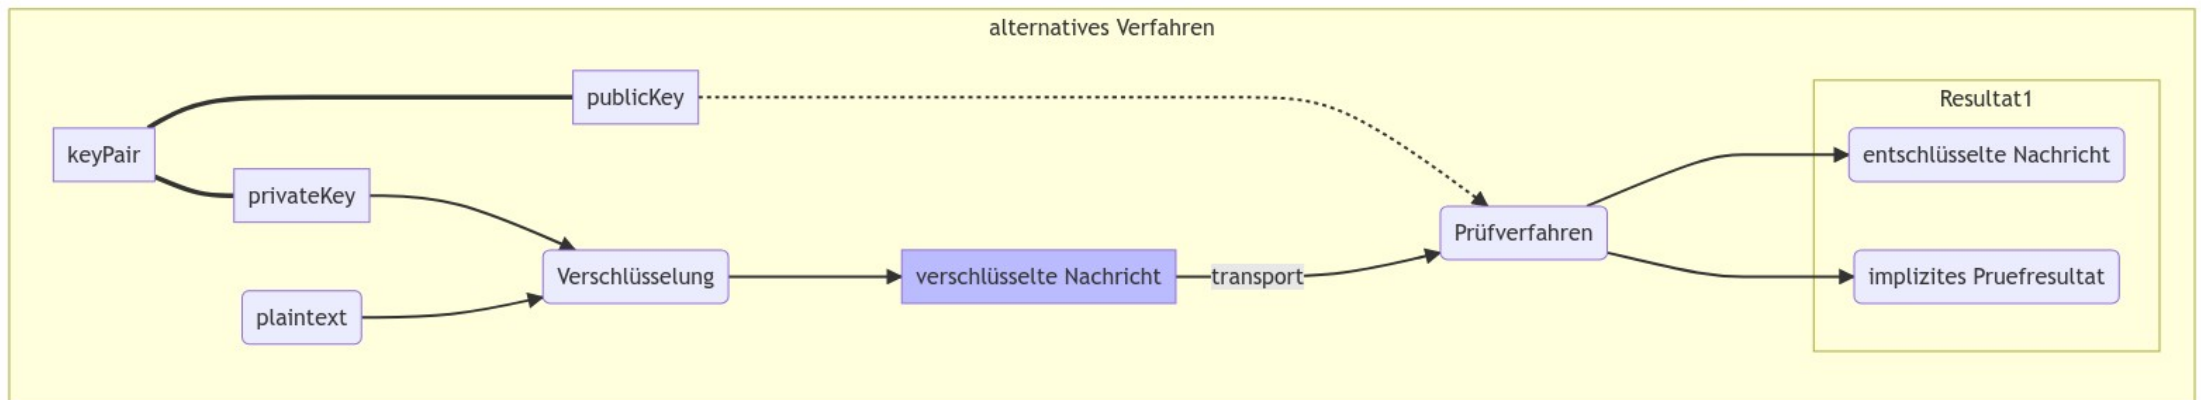 alternatives Verfahren
publicKey
Resultat1
keyPair
entschlüsselte Nachricht
privateKey
Prüfverfahren
Verschlüsselung
verschlüsselte Nachricht
transport
implizites Pruefresultat
plaintext